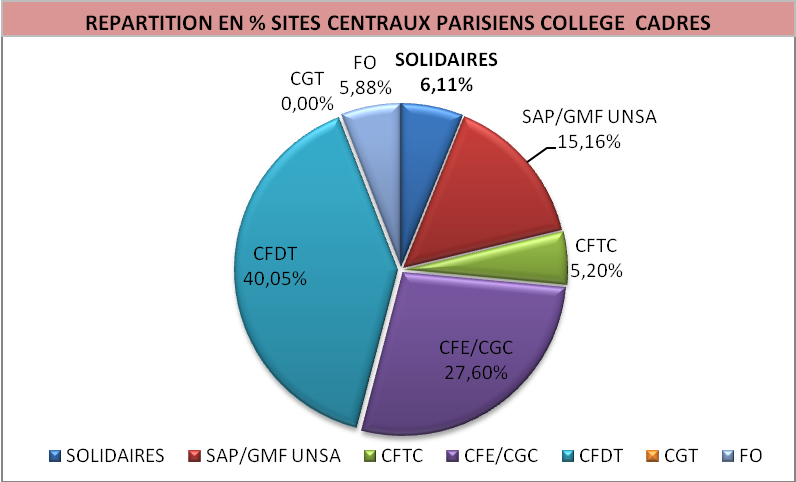 REPARTITION EN % SITES CENTRAUX PARISIENS COLLEGE CADRES
SOLIDAIRES
6,11%
FO
5,88%
CGT
0,00%
SAP/GMF UNSA
15,16%
CFTC
5,20%
CFDT
40,05%
CFE/CGC
27,60%
SOLIDAIRES SAP/GMF UNSA CFTC CFE/CGC CFDT CGT FO